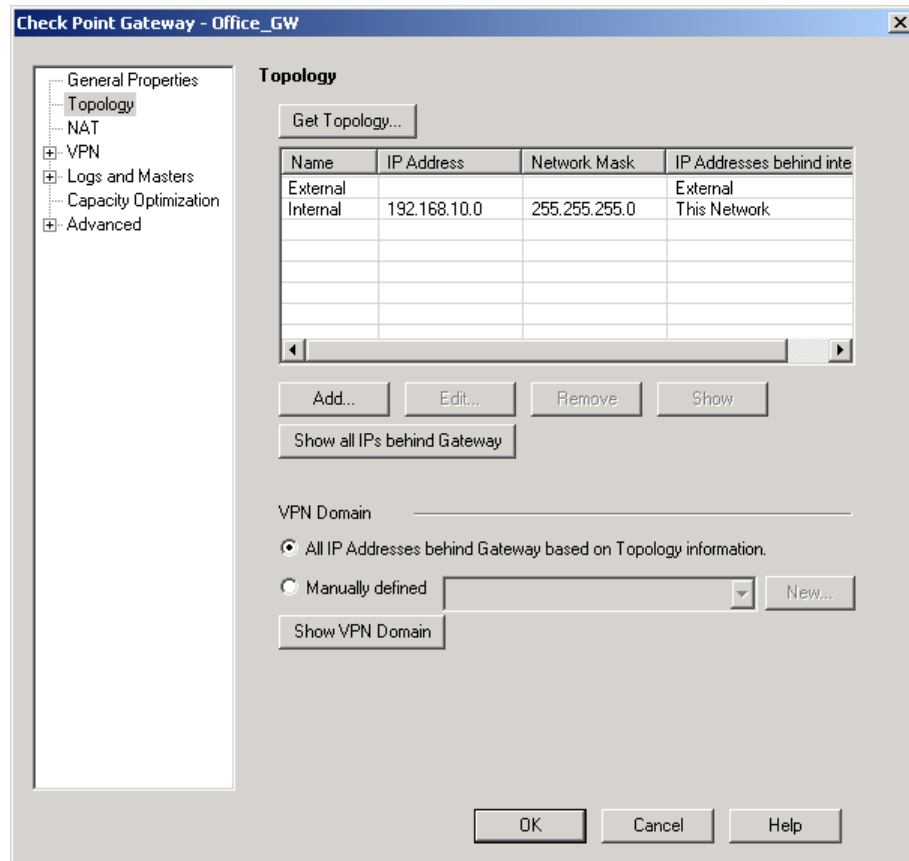 Check Point Gateway - Office_GW
General Properties
Topology
NAT
VPN
Logs and Masters
Capacity Optimization
Advanced
Topology
Get Topology...
Name IP Address Network Mask IP Addresses behind inte
External External
Internal 192.168.10.0 255.255.255.0 This Network
Add... Edit... Remove Show
Show all IPs behind Gateway
VPN Domain
All IP Addresses behind Gateway based on Topology information.
Manually defined New...
Show VPN Domain
OK Cancel Help